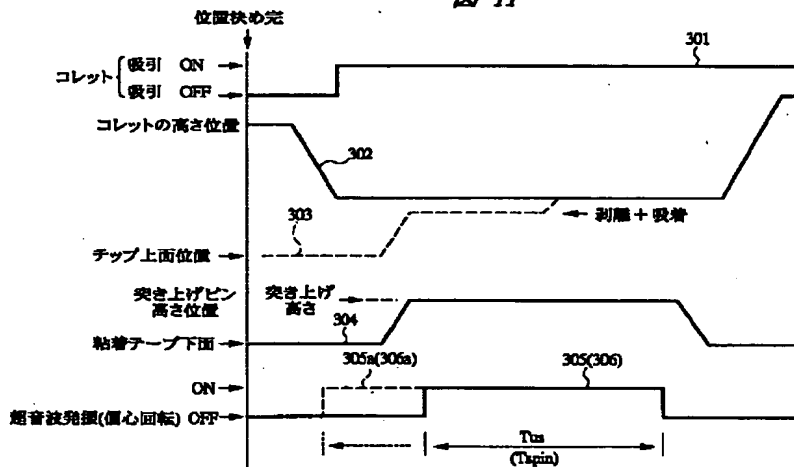 図 11
位置決め完
コレット
吸引 ON
吸引 OFF
301
コレットの高さ位置
302
303
剥離+吸着
チップ上面位置
突き上げピン
高さ位置
突き上げ
高さ
304
粘着テープ下面
305a(306a)
305(306)
ON
超音波発振(偏心回転) OFF
Tus
(Tspin)